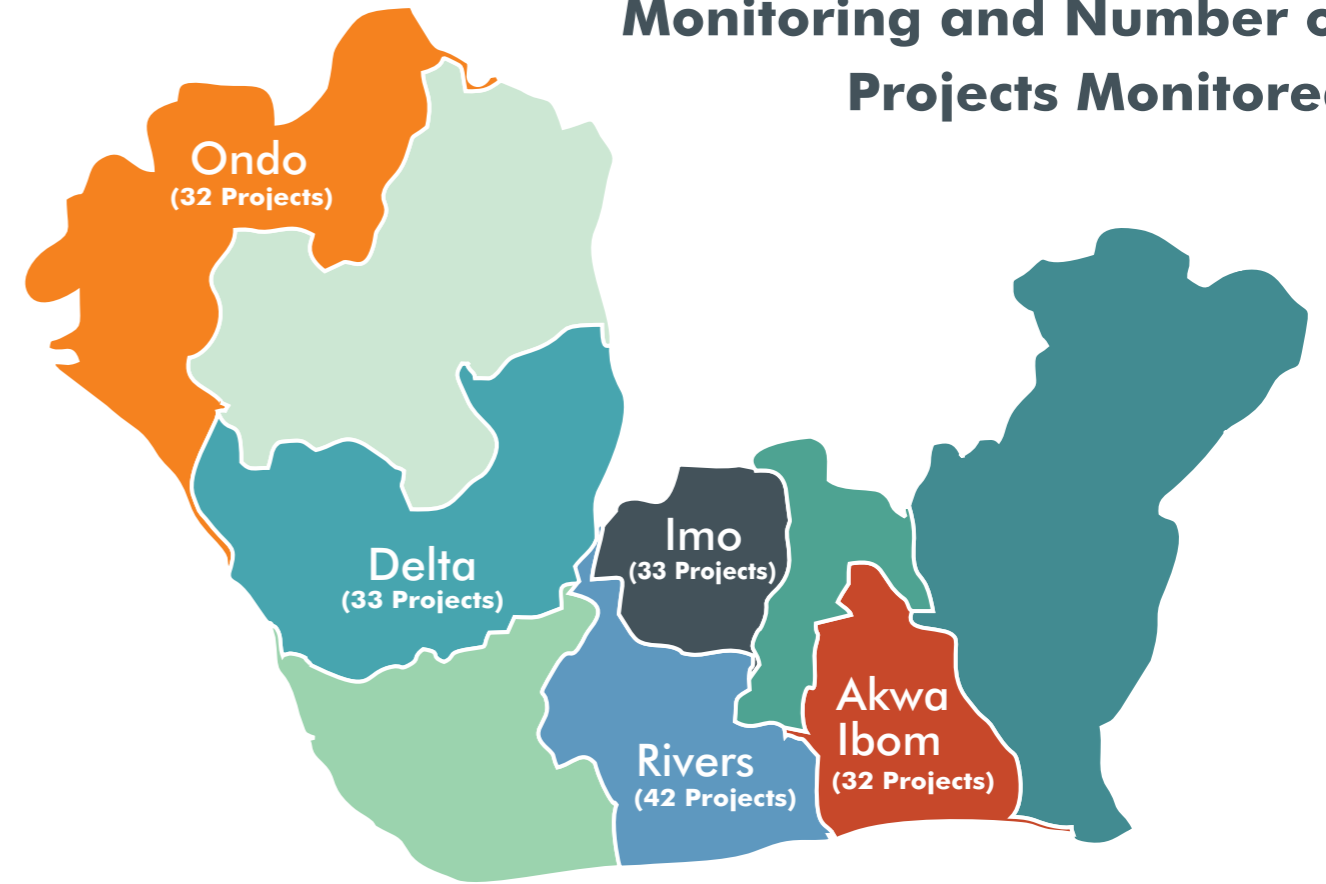 Monitoring and Number
Projects Monitored
Ondo
(32 Projects)
Imo
(33 Projects)
Delta
(33 Projects)
Akwa
Ibom
(32 Projects)
Rivers
(42 Projects)